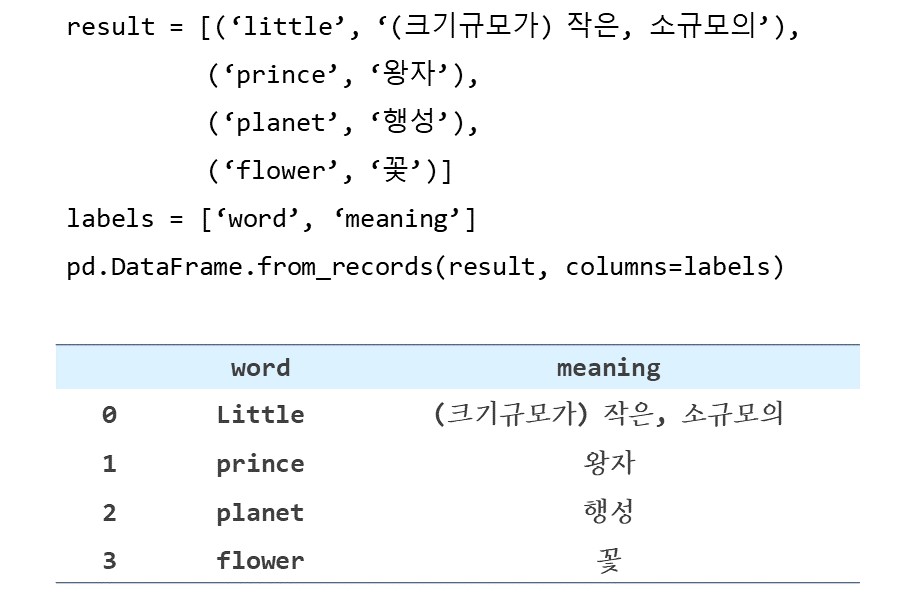 result = [(‘little’, ‘(크기규모가) 작은, 소규모의’),
(‘prince’, ‘왕자’),
(‘planet’, ‘행성’),
(‘flower’, ‘꽃’)]
labels = [‘word’, ‘meaning’]
pd.DataFrame.from_records(result, columns=labels)
word meaning
0 Little (크기규모가) 작은, 소규모의
1 prince 왕자
2 planet 행성
3 flower 꽃